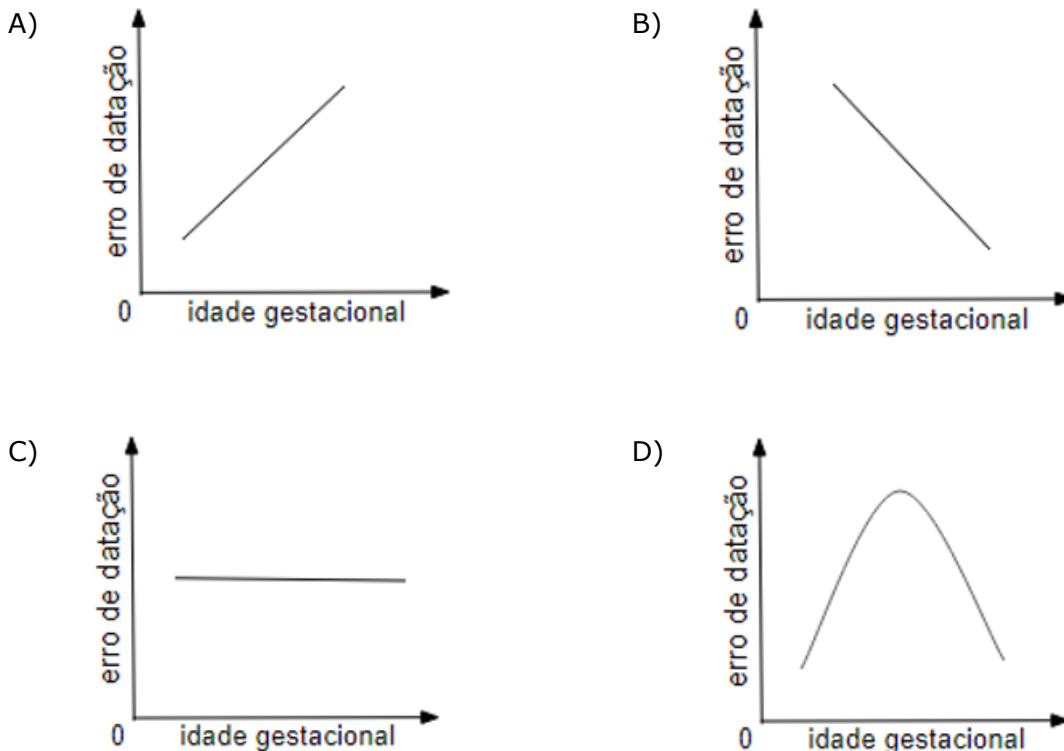 A)
erro de datação
0
idade gestacional
B)
erro de datação
0
idade gestacional
C)
erro de datação
0
idade gestacional
D)
erro de datação
0
idade gestacional